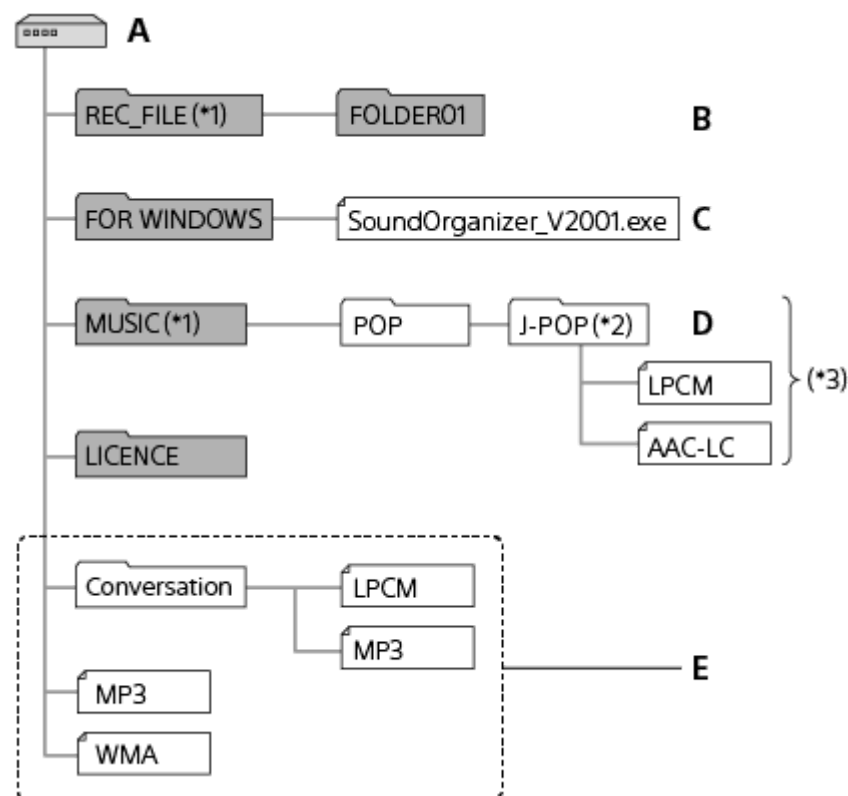 A
REC_FILE (*1) FOLDER01 B
FOR WINDOWS SoundOrganizer_V2001.exe C
MUSIC (*1) POP J-POP (*2) D
LPCM
(*3)
AAC-LC
LICENCE
Conversation LPCM
MP3
E
MP3
WMA